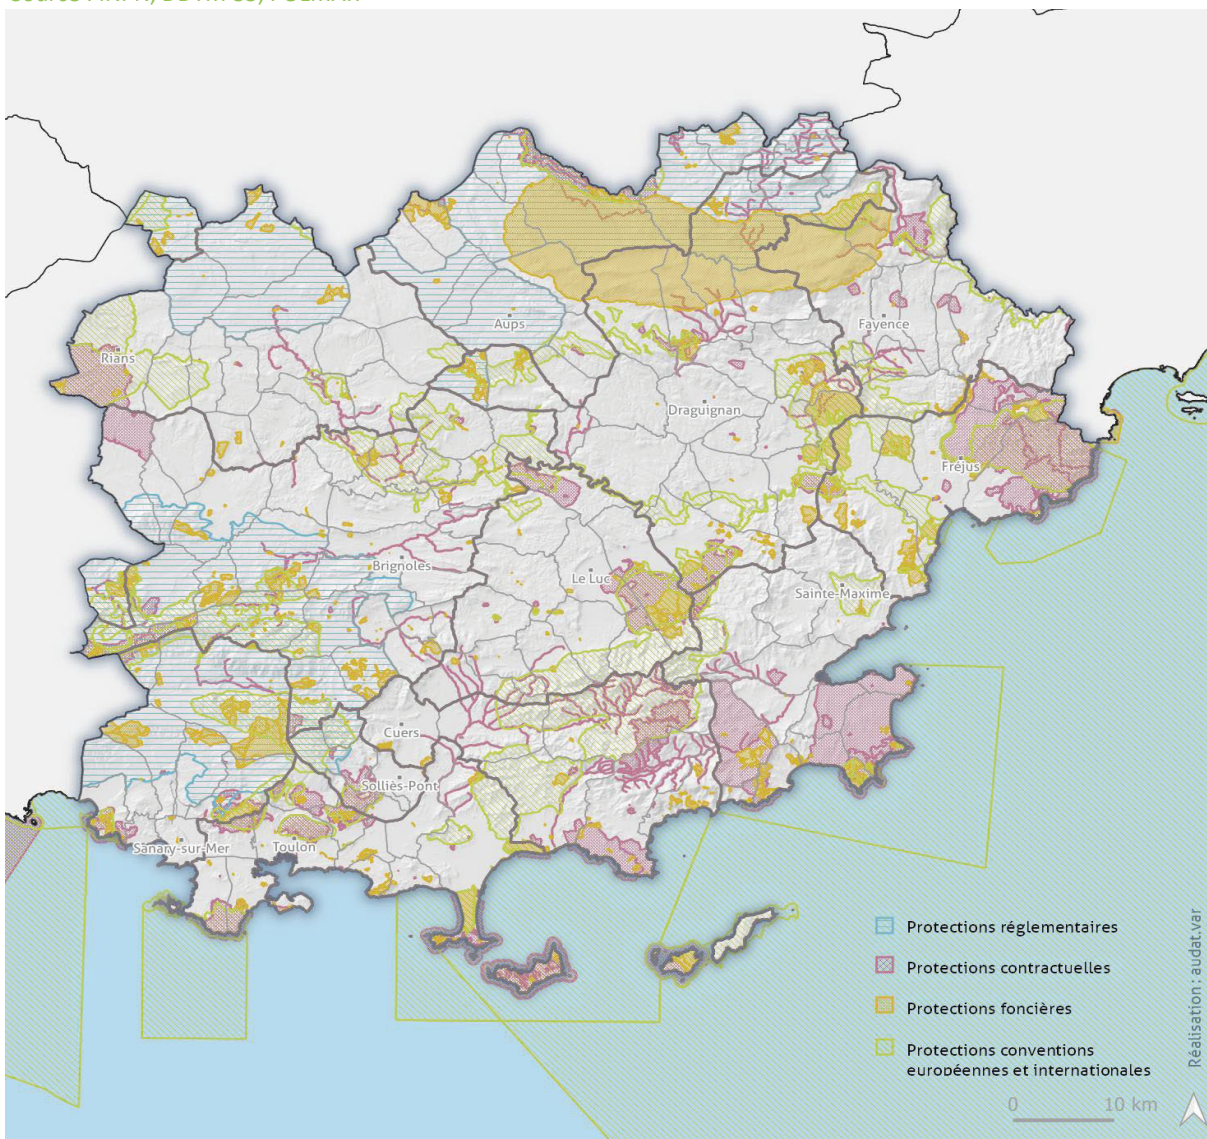 Rians
Aups
Fayence
Draguignan
Fréjus
Brignoles
Le Luc
Sainte-Maxime
Cuers
Solliès-Pont
Sanary-sur-Mer
Toulon
Protections réglementaires
Protections contractuelles
Protections foncières
Protections conventions
européennes et internationales
0 10 km
Réalisation : audat.var